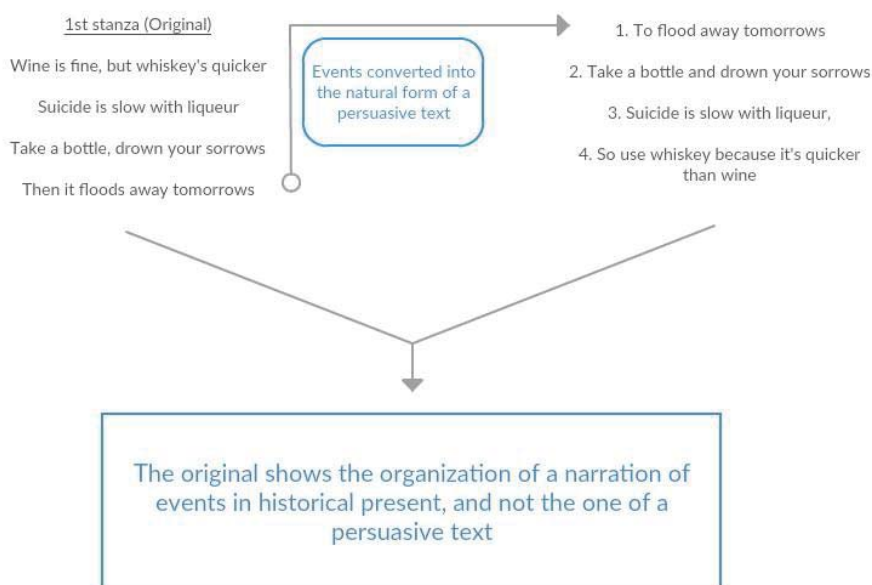 1st stanza (Original)
Wine is fine, but whiskey's quicker
Suicide is slow with liqueur
Take a bottle, drown your sorrows
Then it floods away tomorrows
Events converted into
the natural form of a
persuasive text
1. To flood away tomorrows
2. Take a bottle and drown your sorrows
3. Suicide is slow with liqueur,
4. So use whiskey because it's quicker
than wine
The original shows the organization of a narration of
events in historical present, and not the one of a
persuasive text